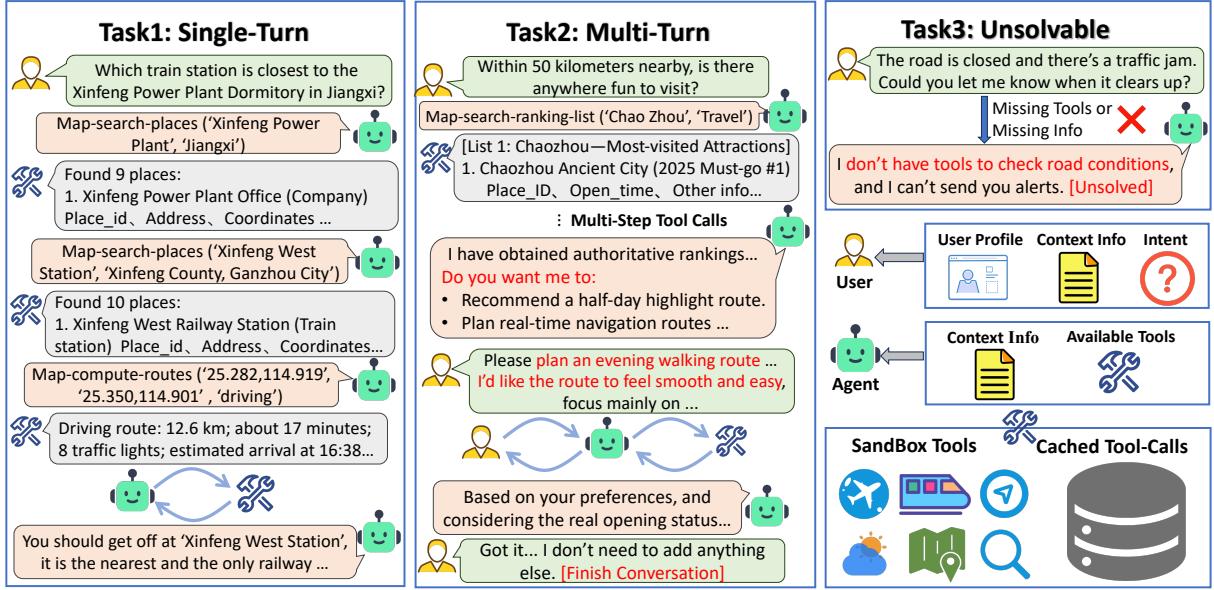 Task1: Single-Turn
Which train station is closest to the
Xinfeng Power Plant Dormitory in Jiangxi?
Map-search-places (‘Xinfeng Power
Plant’, ‘Jiangxi’)
Found 9 places:
1. Xinfeng Power Plant Office (Company)
Place_id、Address、Coordinates ...
Map-search-places (‘Xinfeng West
Station’, ‘Xinfeng County, Ganzhou City’)
Found 10 places:
1. Xinfeng West Railway Station (Train
station) Place_id、Address、Coordinates...
Map-compute-routes (‘25.282,114.919’,
‘25.350,114.901’ , ‘driving’)
Driving route: 12.6 km; about 17 minutes;
8 traffic lights; estimated arrival at 16:38...
You should get off at ‘Xinfeng West Station’,
it is the nearest and the only railway ...
Task2: Multi-Turn
Within 50 kilometers nearby, is there
anywhere fun to visit?
Map-search-ranking-list (‘Chao Zhou’, ‘Travel’)
[List 1: Chaozhou—Most-visited Attractions]
1. Chaozhou Ancient City (2025 Must-go #1)
Place_ID、Open_time、Other info...
⋮ Multi-Step Tool Calls
I have obtained authoritative rankings...
Do you want me to:
• Recommend a half-day highlight route.
• Plan real-time navigation routes ...
Please plan an evening walking route ...
I’d like the route to feel smooth and easy,
focus mainly on ...
Based on your preferences, and
considering the real opening status...
Got it... I don’t need to add anything
else. [Finish Conversation]
Task3: Unsolvable
The road is closed and there’s a traffic jam.
Could you let me know when it clears up?
Missing Tools or
Missing Info
I don’t have tools to check road conditions,
and I can’t send you alerts. [Unsolved]
User Profile Context Info Intent
User
Context Info Available Tools
Agent
SandBox Tools Cached Tool-Calls